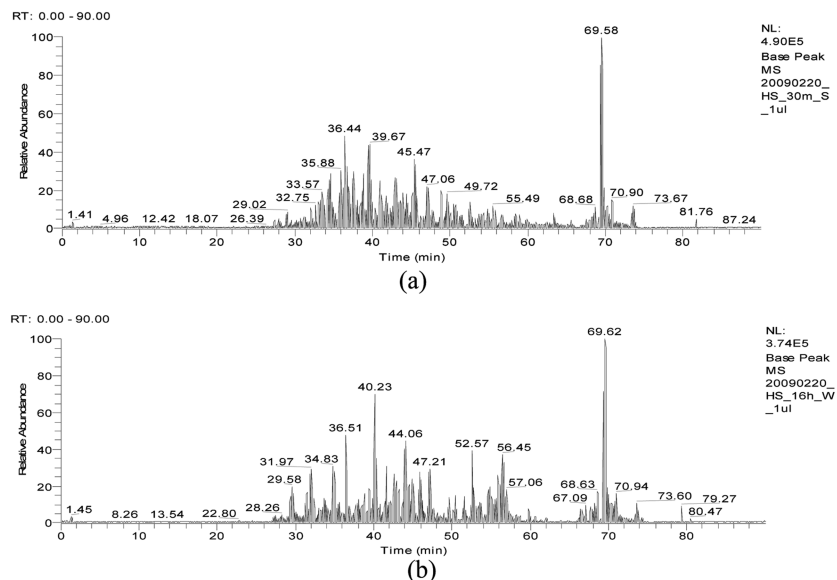 RT: 0.00 - 90.00
NL:
4.90E5
Base Peak
MS
20090220_
HS_30m_S
_1ul
Relative Abundance
100
80
60
40
20
0
69.58
36.44
39.67
45.47
35.88
47.06
33.57
49.72
32.75
55.49
68.68
70.90
73.67
29.02
1.41
4.96
12.42
18.07
26.39
81.76
87.24
0 10 20 30 40 50 60 70 80
Time (min)
(a)
RT: 0.00 - 90.00
NL:
3.74E5
Base Peak
MS
20090220_
HS_16h_W
_1ul
Relative Abundance
100
80
60
40
20
0
69.62
40.23
36.51
44.06
52.57
56.45
31.97
34.83
47.21
29.58
57.06
68.63
70.94
67.09
73.60
79.27
1.45
8.26
13.54
22.80
28.26
80.47
0 10 20 30 40 50 60 70 80
Time (min)
(b)